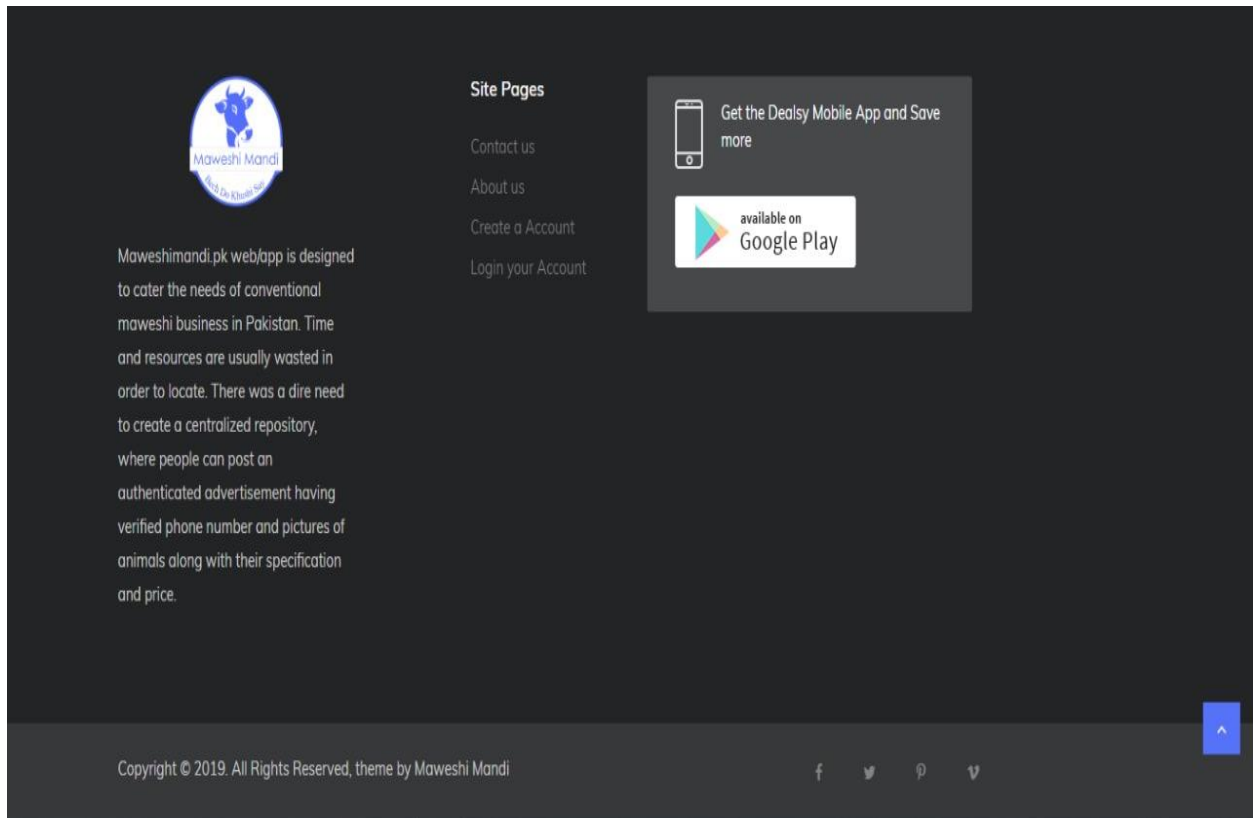 Maweshi Mandi
Bech Do Khushi Say
Maweshimandi.pk web/app is designed
to cater the needs of conventional
maweshi business in Pakistan. Time
and resources are usually wasted in
order to locate. There was a dire need
to create a centralized repository,
where people can post an
authenticated advertisement having
verified phone number and pictures of
animals along with their specification
and price.
Site Pages
Contact us
About us
Create a Account
Login your Account
Get the Dealsy Mobile App and Save
more
available on
Google Play
Copyright © 2019. All Rights Reserved, theme by Maweshi Mandi